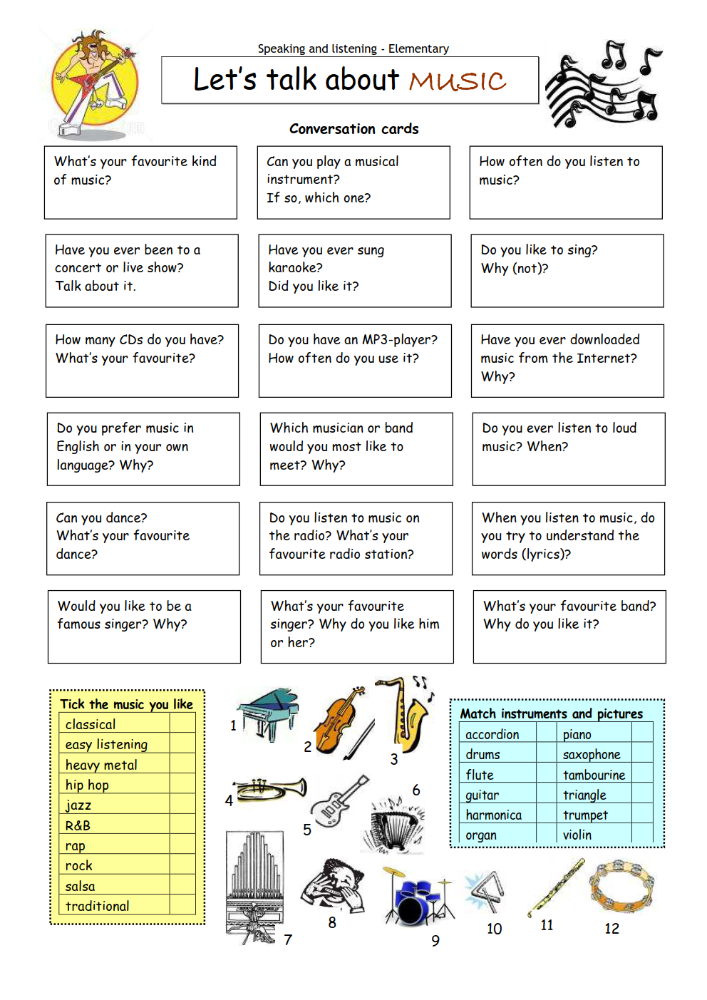 Speaking and listening - Elementary
Let's talk about MUSIC
Conversation cards
What's your favourite kind
of music?
Can you play a musical
instrument?
If so, which one?
How often do you listen to
music?
Have you ever been to a
concert or live show?
Talk about it.
Have you ever sung
karaoke?
Did you like it?
Do you like to sing?
Why (not)?
How many CDs do you have?
What's your favourite?
Do you have an MP3-player?
How often do you use it?
Have you ever downloaded
music from the Internet?
Why?
Do you prefer music in
English or in your own
language? Why?
Which musician or band
would you most like to
meet? Why?
Do you ever listen to loud
music? When?
Can you dance?
What's your favourite
dance?
Do you listen to music on
the radio? What's your
favourite radio station?
When you listen to music, do
you try to understand the
words (lyrics)?
Would you like to be a
famous singer? Why?
What's your favourite
singer? Why do you like him
or her?
What's your favourite band?
Why do you like it?
Tick the music you like
classical
easy listening
heavy metal
hip hop
jazz
R&B
rap
rock
salsa
traditional
1
2
3
4
5
6
7
8
9
10
11
12
Match instruments and pictures
accordion piano
drums saxophone
flute tambourine
guitar triangle
harmonica trumpet
organ violin